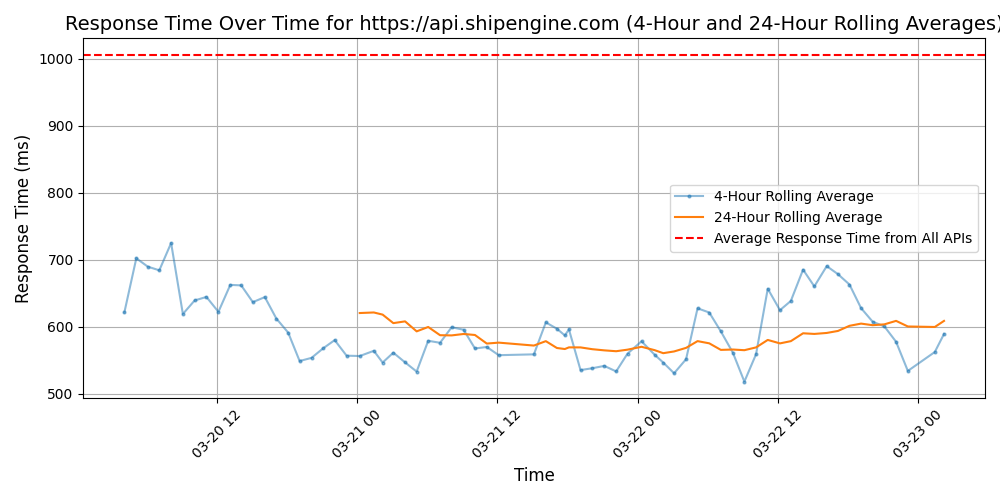 Response Time Over Time for https://api.shipengine.com (4-Hour and 24-Hour Rolling Averages)
Response Time (ms)
1000
900
800
700
600
500
4-Hour Rolling Average
24-Hour Rolling Average
Average Response Time from All APIs
03-20 12
03-21 00
03-21 12
03-22 00
03-22 12
03-23 00
Time